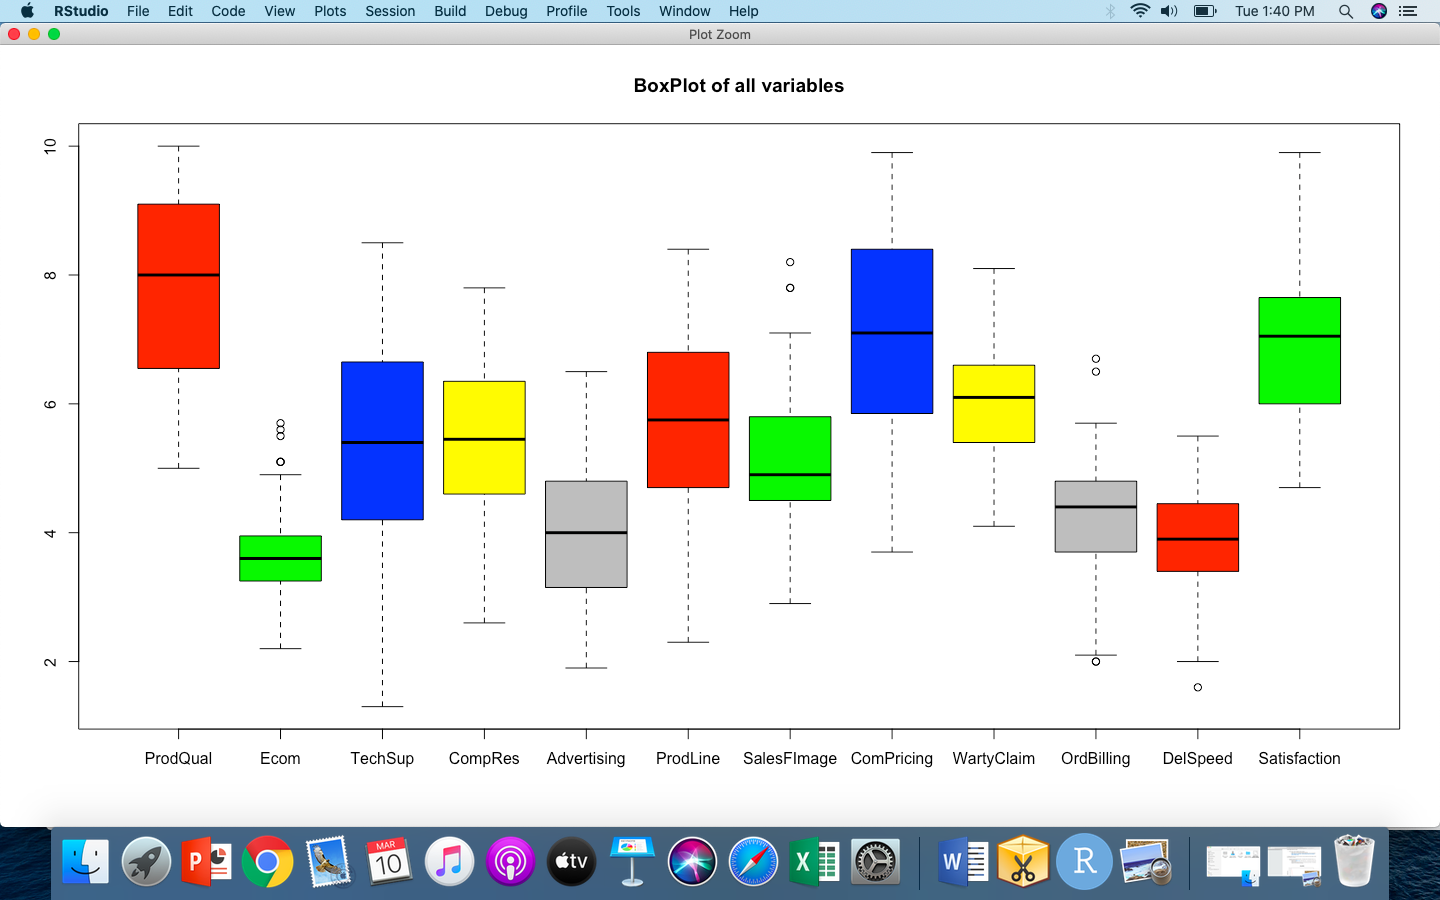 RStudio File Edit Code View Plots Session Build Debug Profile Tools Window Help Tue 1:40 PM
Plot Zoom
BoxPlot of all variables
10
8
6
4
2
ProdQual Ecom TechSup CompRes Advertising ProdLine SalesFImage ComPricing WartyClaim OrdBilling DelSpeed Satisfaction
P MAR 10 tv X W R